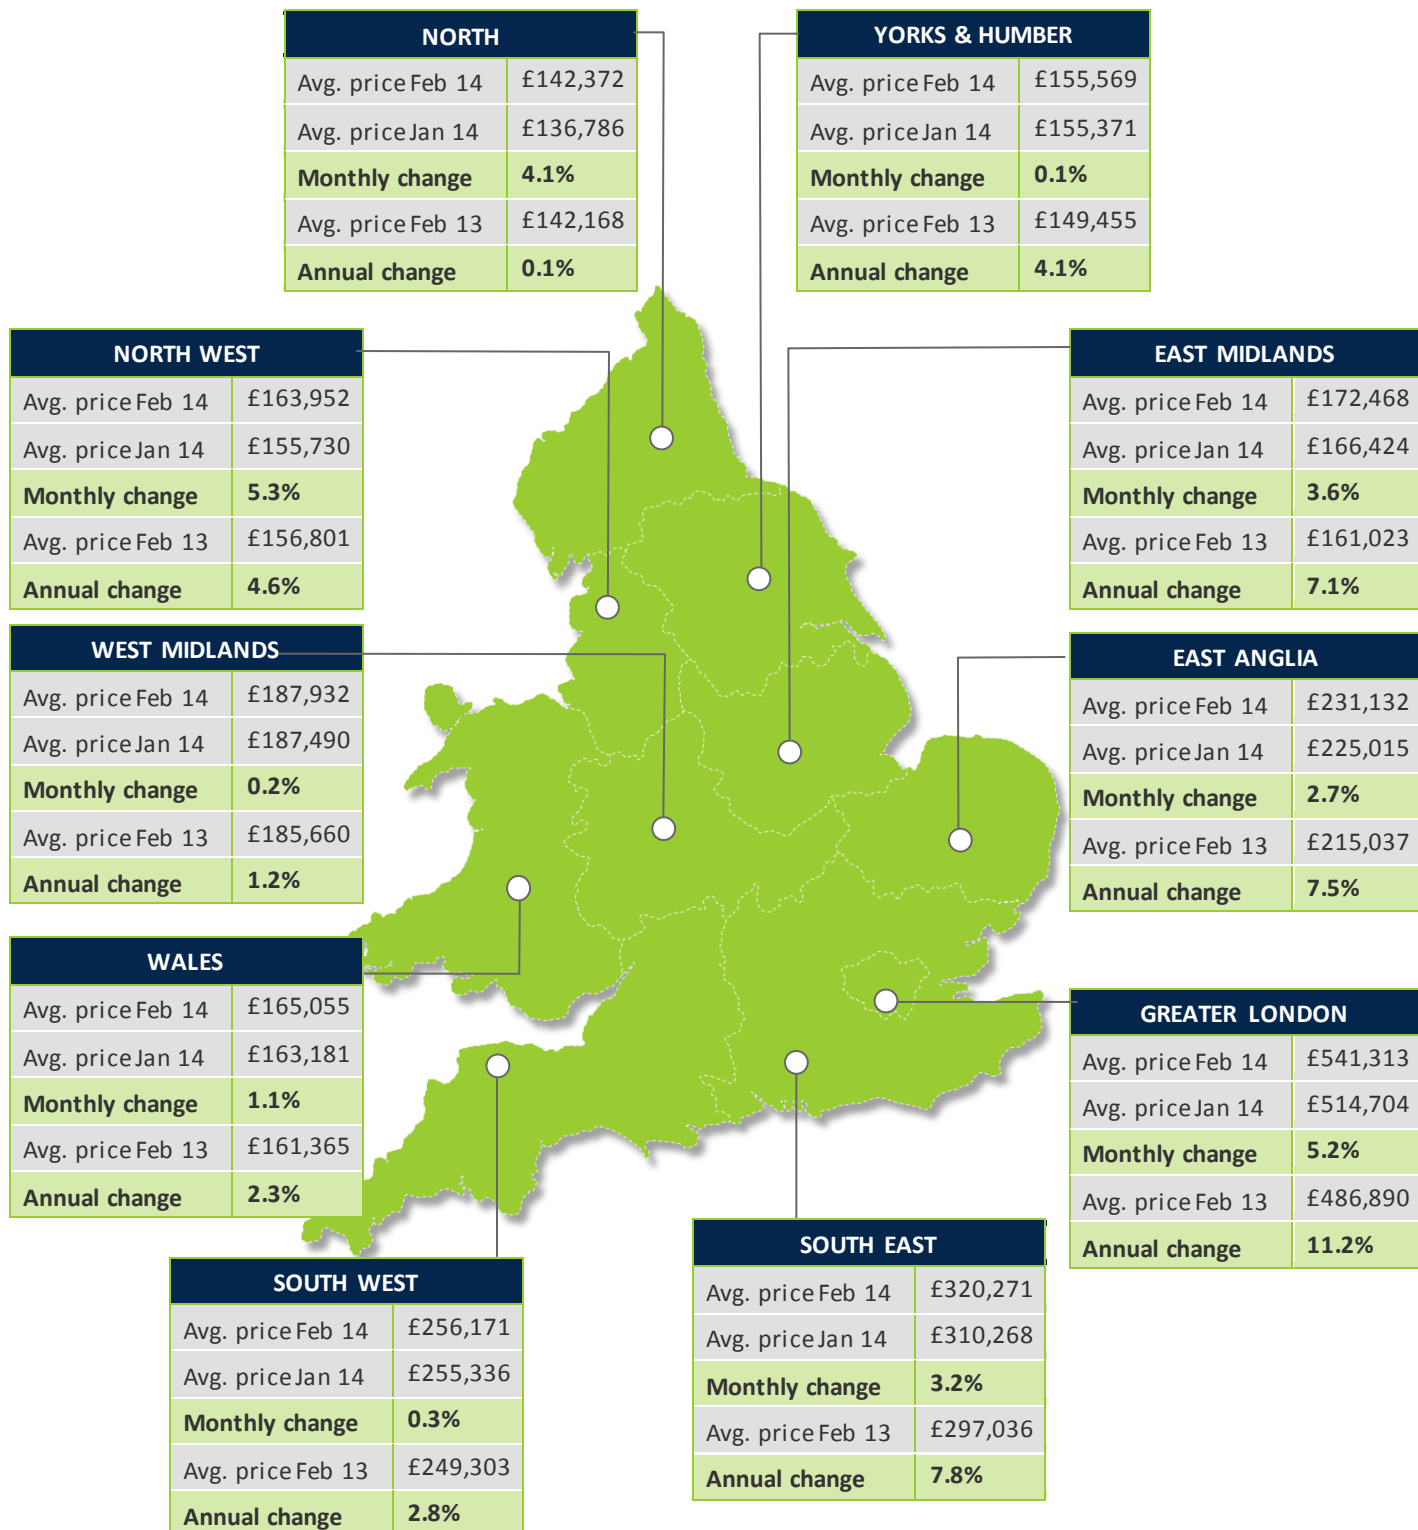 NORTH
Avg. price Feb 14 £142,372
Avg. price Jan 14 £136,786
Monthly change 4.1%
Avg. price Feb 13 £142,168
Annual change 0.1%
YORKS & HUMBER
Avg. price Feb 14 £155,569
Avg. price Jan 14 £155,371
Monthly change 0.1%
Avg. price Feb 13 £149,455
Annual change 4.1%
NORTH WEST
Avg. price Feb 14 £163,952
Avg. price Jan 14 £155,730
Monthly change 5.3%
Avg. price Feb 13 £156,801
Annual change 4.6%
EAST MIDLANDS
Avg. price Feb 14 £172,468
Avg. price Jan 14 £166,424
Monthly change 3.6%
Avg. price Feb 13 £161,023
Annual change 7.1%
WEST MIDLANDS
Avg. price Feb 14 £187,932
Avg. price Jan 14 £187,490
Monthly change 0.2%
Avg. price Feb 13 £185,660
Annual change 1.2%
EAST ANGLIA
Avg. price Feb 14 £231,132
Avg. price Jan 14 £225,015
Monthly change 2.7%
Avg. price Feb 13 £215,037
Annual change 7.5%
WALES
Avg. price Feb 14 £165,055
Avg. price Jan 14 £163,181
Monthly change 1.1%
Avg. price Feb 13 £161,365
Annual change 2.3%
GREATER LONDON
Avg. price Feb 14 £541,313
Avg. price Jan 14 £514,704
Monthly change 5.2%
Avg. price Feb 13 £486,890
Annual change 11.2%
SOUTH WEST
Avg. price Feb 14 £256,171
Avg. price Jan 14 £255,336
Monthly change 0.3%
Avg. price Feb 13 £249,303
Annual change 2.8%
SOUTH EAST
Avg. price Feb 14 £320,271
Avg. price Jan 14 £310,268
Monthly change 3.2%
Avg. price Feb 13 £297,036
Annual change 7.8%